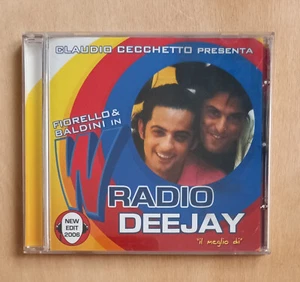 CLAUDIO CECCHETTO PRESENTA
FIORELLO &
BALDINI IN
W RADIO
DEEJAY
"il meglio di"
NEW
EDIT
2006